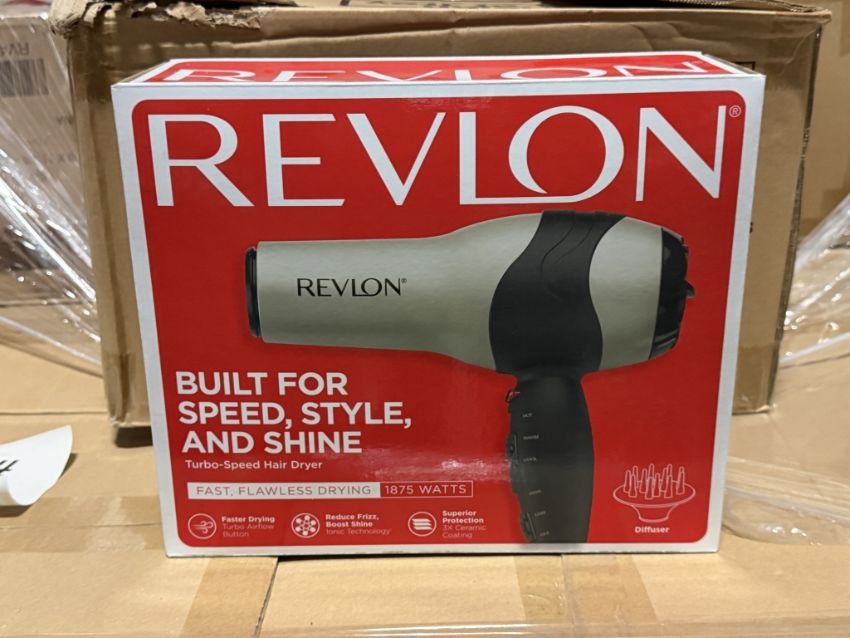 REVLON
REVLON®
REVLON®
BUILT FOR
SPEED, STYLE,
AND SHINE
Turbo-Speed Hair Dryer
FAST, FLAWLESS DRYING 1875 WATTS
Faster Drying
Turbo Airflow
Button
Reduce Frizz,
Boost Shine
Ionic Technology
Superior
Protection
3X Ceramic
Coating
Diffuser